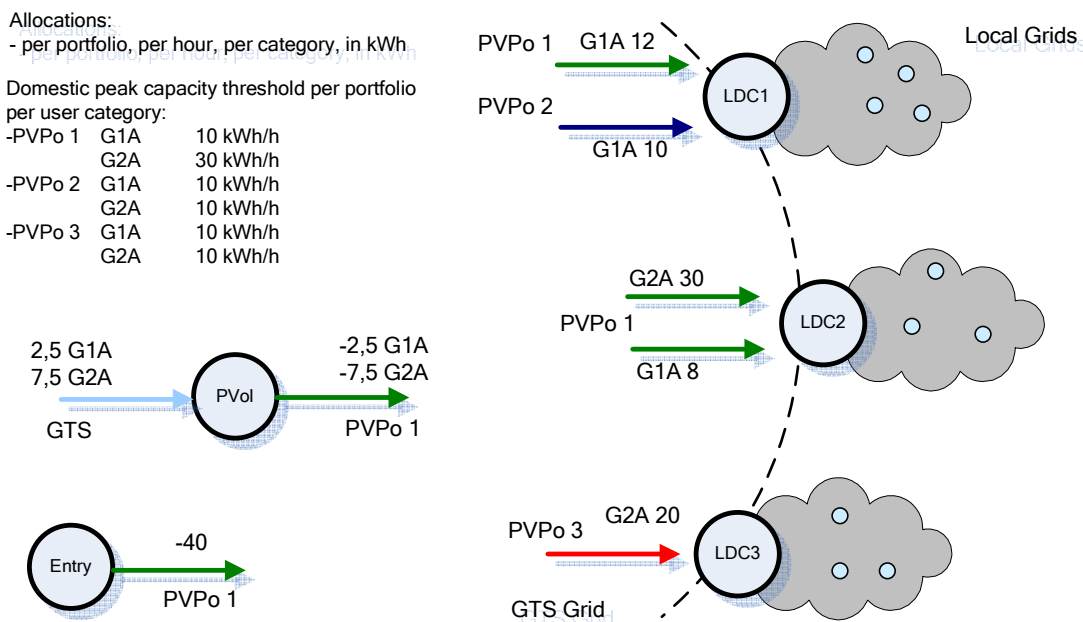 Allocations:
- per portfolio, per hour, per category, in kWh
Domestic peak capacity threshold per portfolio
per user category:
-PVPo 1 G1A 10 kWh/h
G2A 30 kWh/h
-PVPo 2 G1A 10 kWh/h
G2A 10 kWh/h
-PVPo 3 G1A 10 kWh/h
G2A 10 kWh/h
2,5 G1A
7,5 G2A
GTS
PVol
-2,5 G1A
-7,5 G2A
PVPo 1
Entry
-40
PVPo 1
Local Grids
PVPo 1
G1A 12
PVPo 2
G1A 10
LDC1
G2A 30
PVPo 1
G1A 8
LDC2
PVPo 3
G2A 20
LDC3
GTS Grid